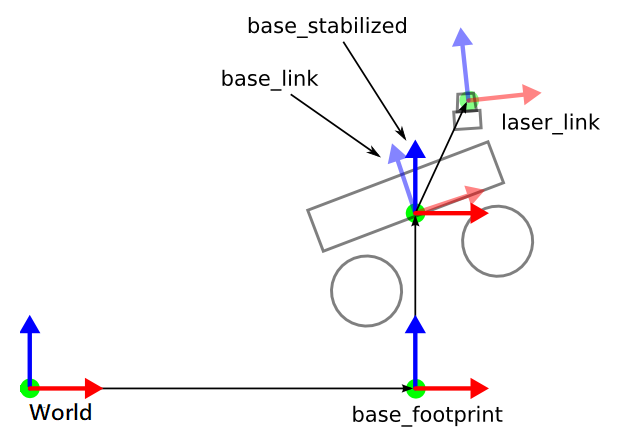 base_stabilized
base_link
laser_link
World
base_footprint